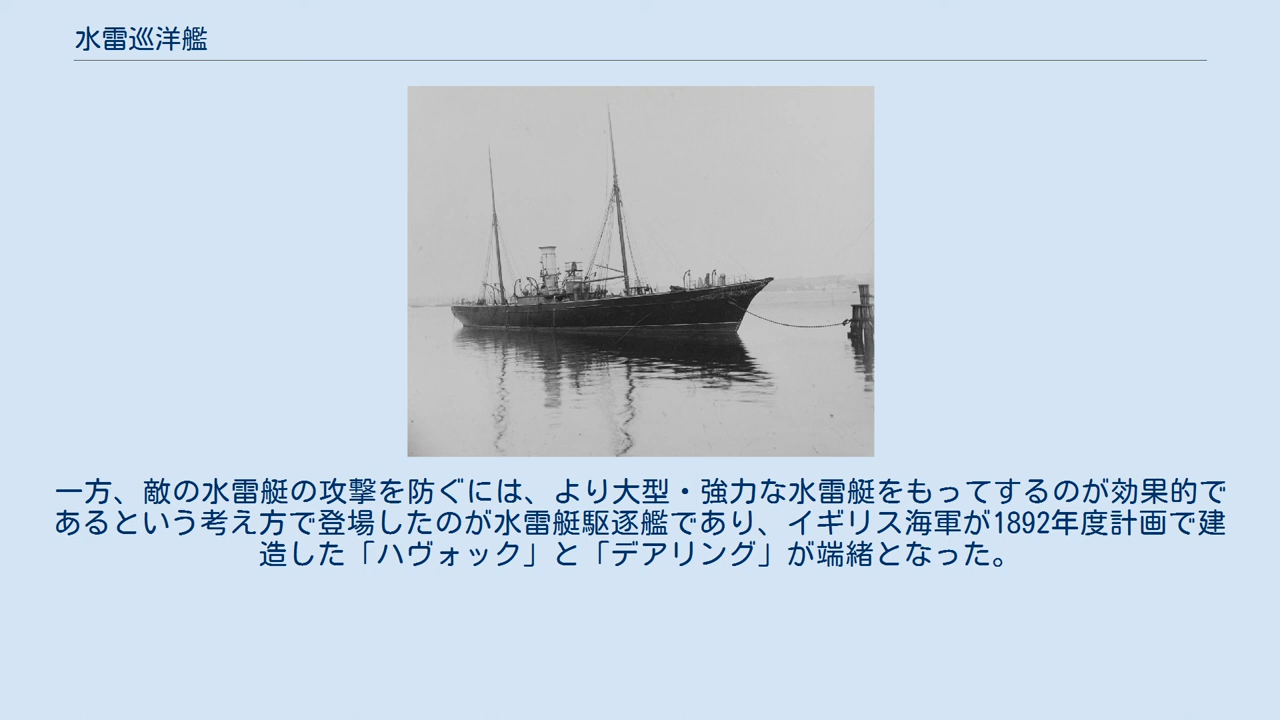 水雷巡洋艦
一方、敵の水雷艇の攻撃を防ぐには、より大型・強力な水雷艇をもってするのが効果的で
あるという考え方で登場したのが水雷艇駆逐艦であり、イギリス海軍が1892年度計画で建
造した「ハヴォック」と「デアリング」が端緒となった。